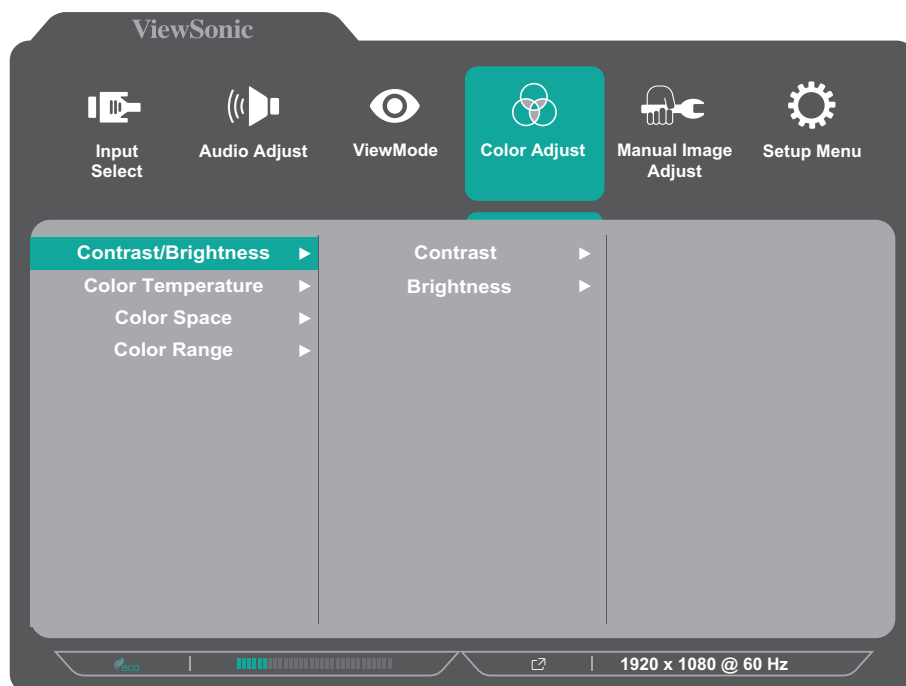 ViewSonic
Input
Select
Audio Adjust
ViewMode
Color Adjust
Manual Image
Adjust
Setup Menu
Contrast/Brightness
Color Temperature
Color Space
Color Range
Contrast
Brightness
eco
1920 x 1080 @ 60 Hz